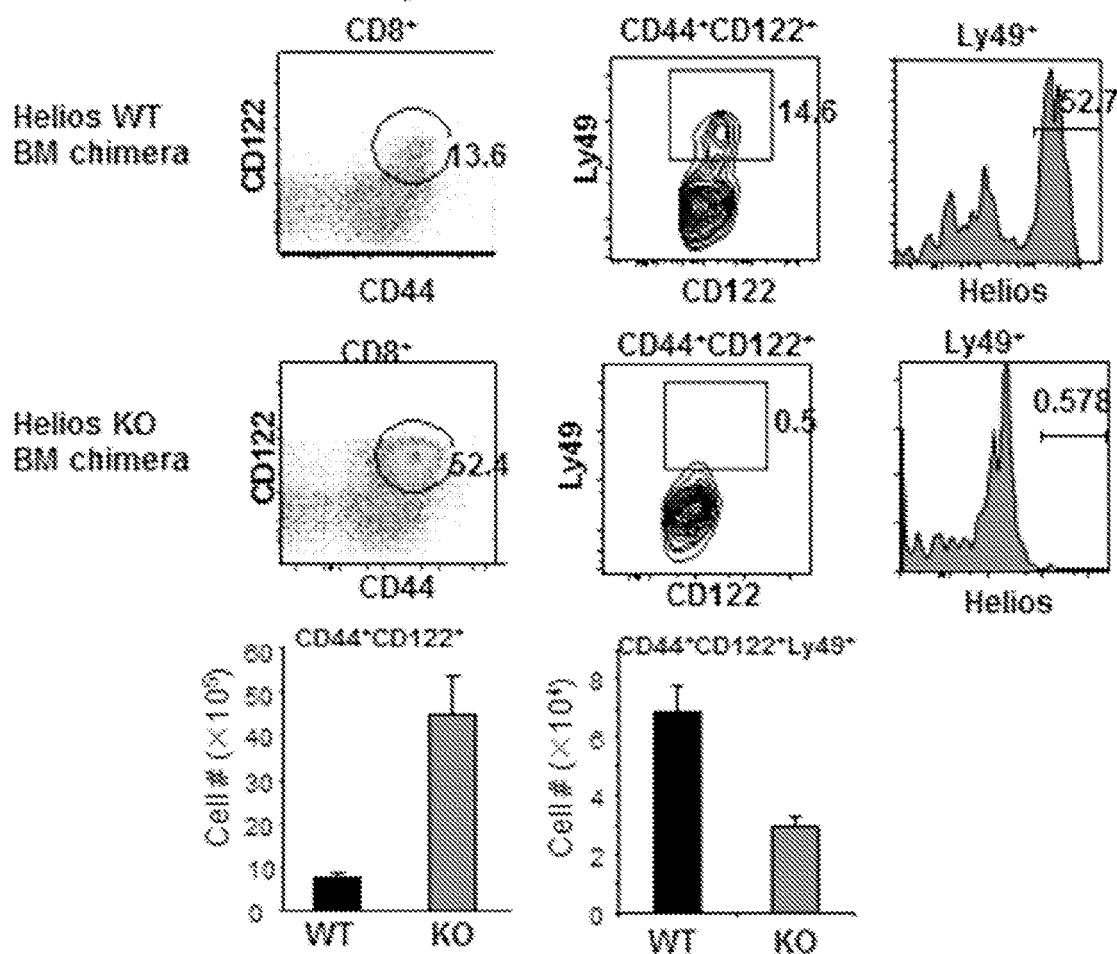 CD8+
CD44+CD122+
Ly49+
Helios WT
BM chimera
CD122
13.6
CD44
Ly49
14.6
CD122
52.7
Helios
CD8+
CD44+CD122+
Ly49+
Helios KO
BM chimera
CD122
52.4
CD44
Ly49
0.5
CD122
0.578
Helios
CD44+CD122+
Cell # (×10⁵)
60
50
40
30
20
10
0
WT
KO
CD44+CD122+Ly49+
Cell # (×10⁴)
8
6
4
2
0
WT
KO